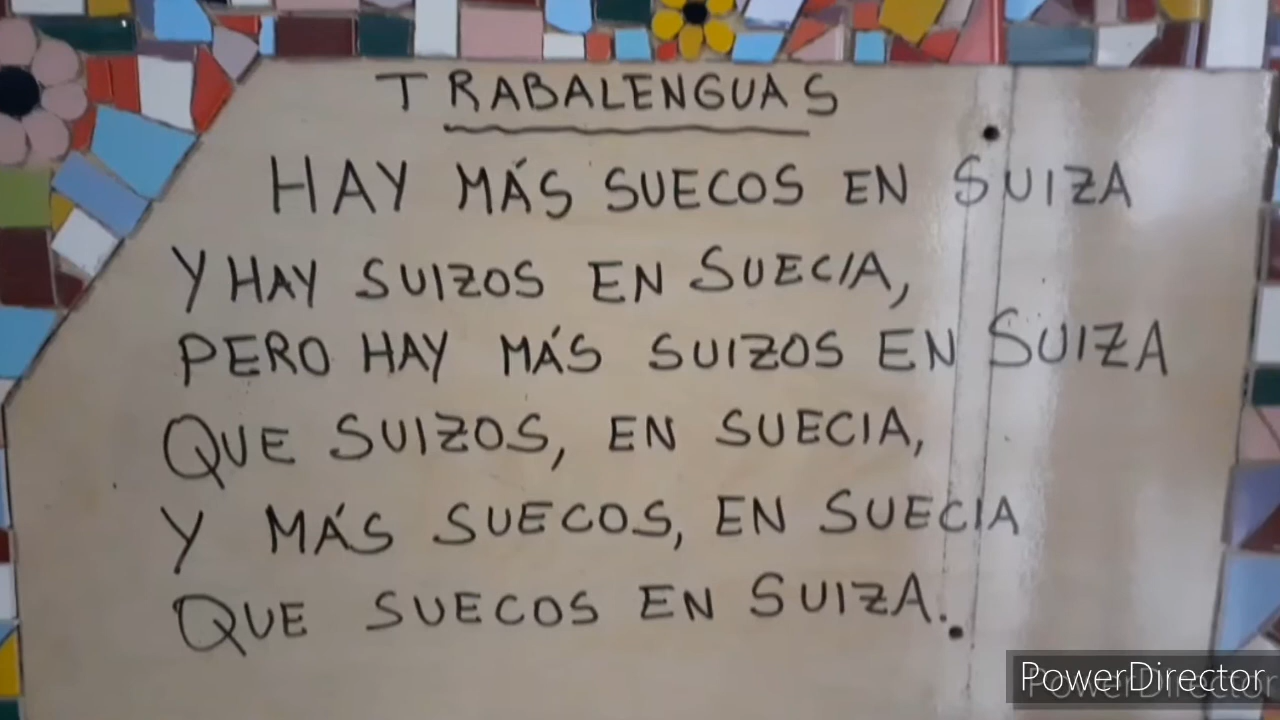 TRABALENGUAS
HAY MÁS SUECOS EN SUIZA
Y HAY SUIZOS EN SUECIA,
PERO HAY MÁS SUIZOS EN SUIZA
QUE SUIZOS, EN SUECIA,
Y MÁS SUECOS, EN SUECIA
QUE SUECOS EN SUIZA.
PowerDirector